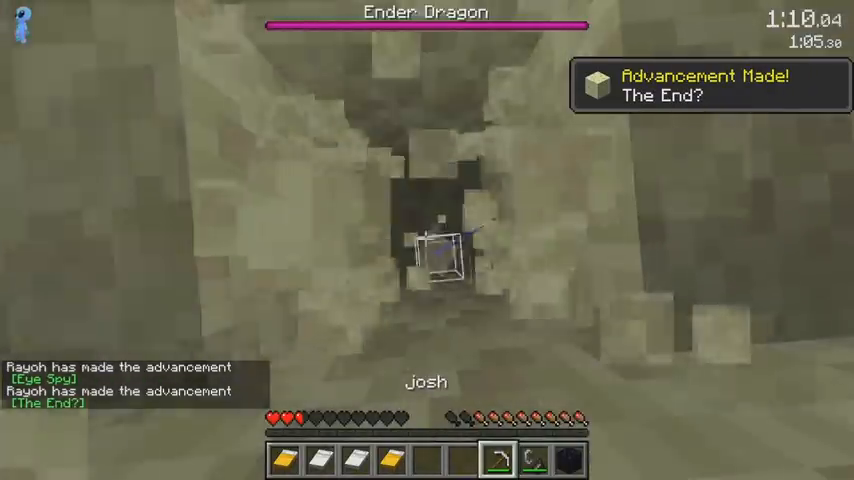 Ender Dragon
1:10.04
1:05.30
Advancement Made!
The End?
Rayoh has made the advancement
[Eye Spy]
Rayoh has made the advancement
[The End?]
josh